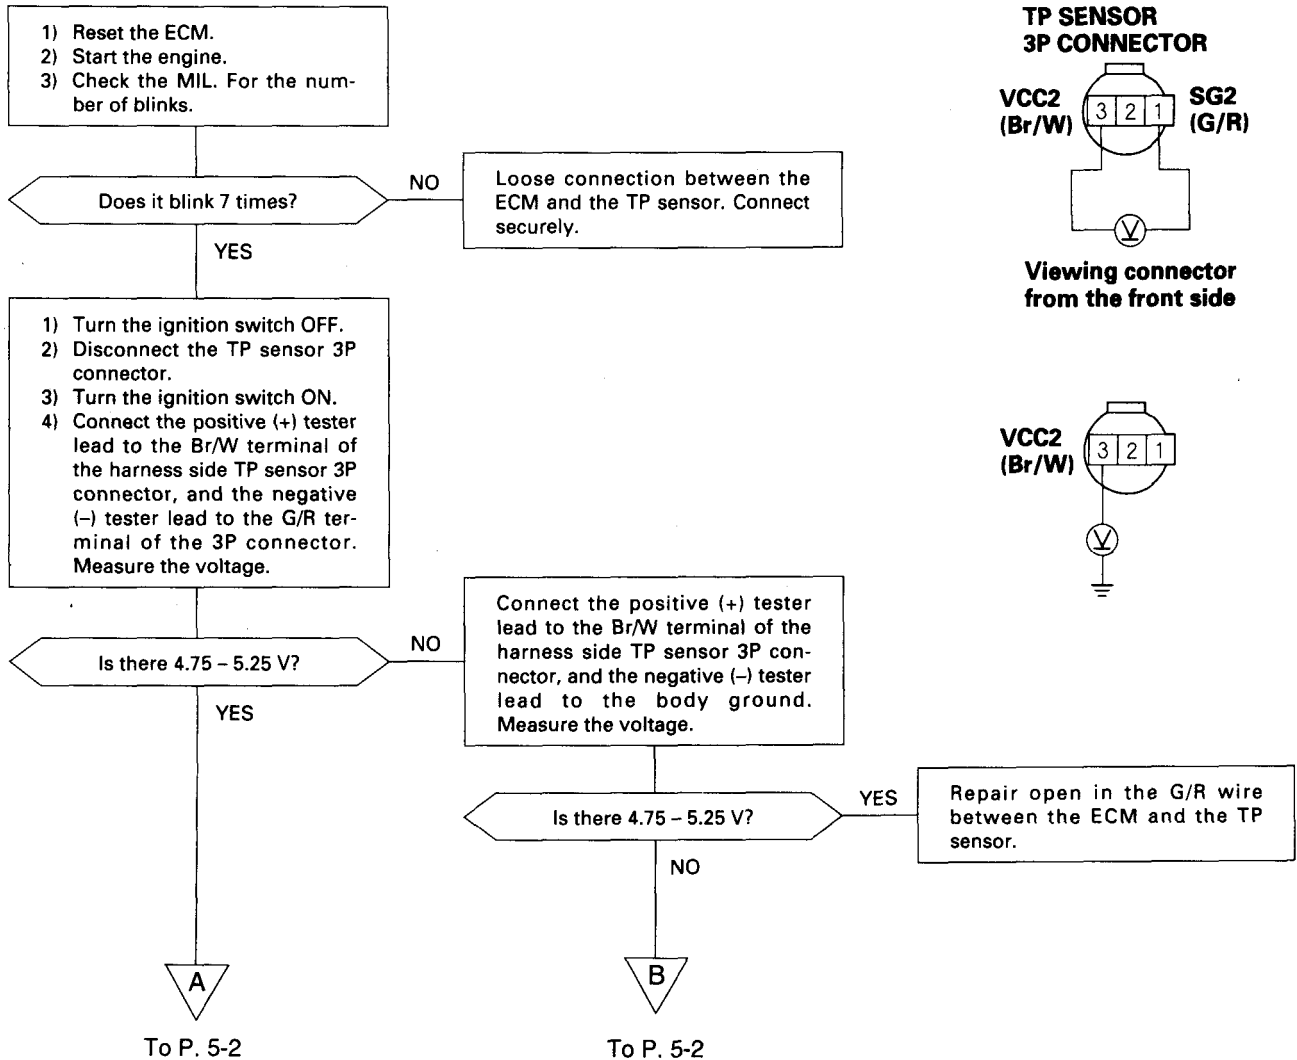 1) Reset the ECM.
2) Start the engine.
3) Check the MIL. For the num-
ber of blinks.
Does it blink 7 times?
NO
Loose connection between the
ECM and the TP sensor. Connect
securely.
YES
1) Turn the ignition switch OFF.
2) Disconnect the TP sensor 3P
connector.
3) Turn the ignition switch ON.
4) Connect the positive (+) tester
lead to the Br/W terminal of
the harness side TP sensor 3P
connector, and the negative
(–) tester lead to the G/R ter-
minal of the 3P connector.
Measure the voltage.
Is there 4.75 – 5.25 V?
NO
Connect the positive (+) tester
lead to the Br/W terminal of the
harness side TP sensor 3P con-
nector, and the negative (–) tester
lead to the body ground.
Measure the voltage.
YES
Is there 4.75 – 5.25 V?
YES
Repair open in the G/R wire
between the ECM and the TP
sensor.
NO
A
To P. 5-2
B
To P. 5-2
TP SENSOR
3P CONNECTOR
VCC2
(Br/W)
3 2 1
SG2
(G/R)
V
Viewing connector
from the front side
VCC2
(Br/W)
3 2 1
V